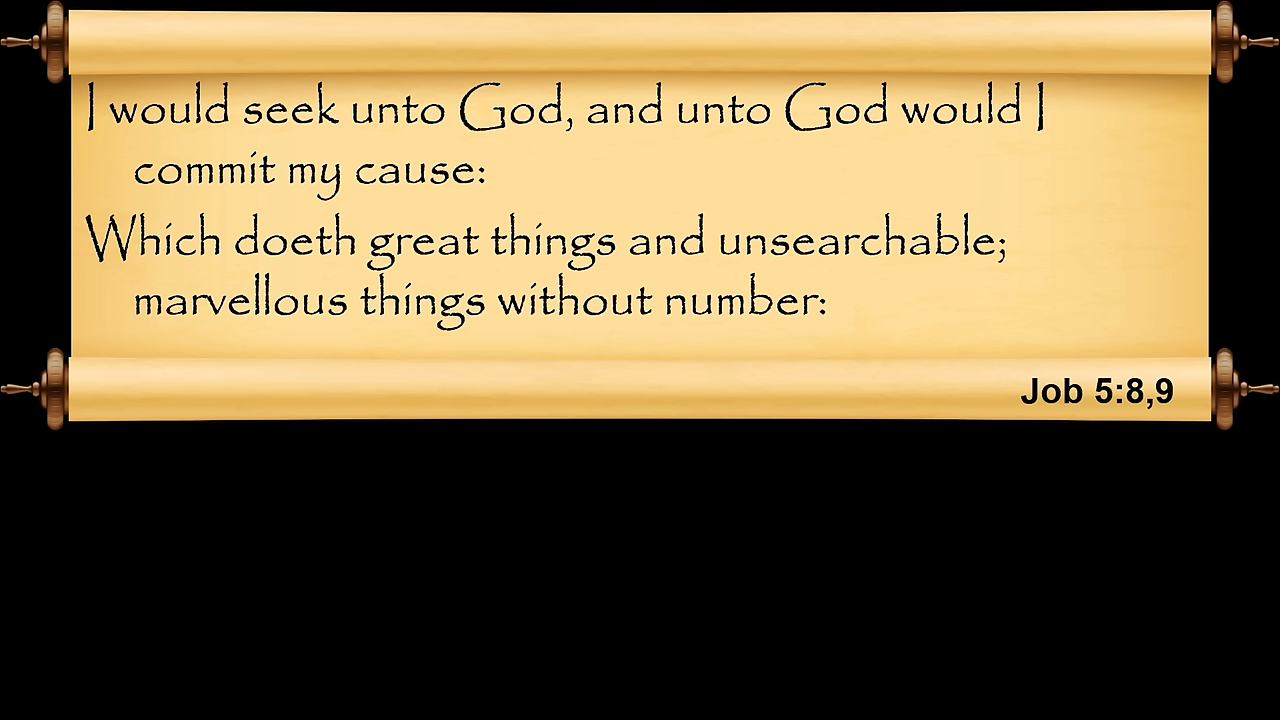 I would seek unto God, and unto God would I
commit my cause:
Which doeth great things and unsearchable;
marvellous things without number:
Job 5:8,9